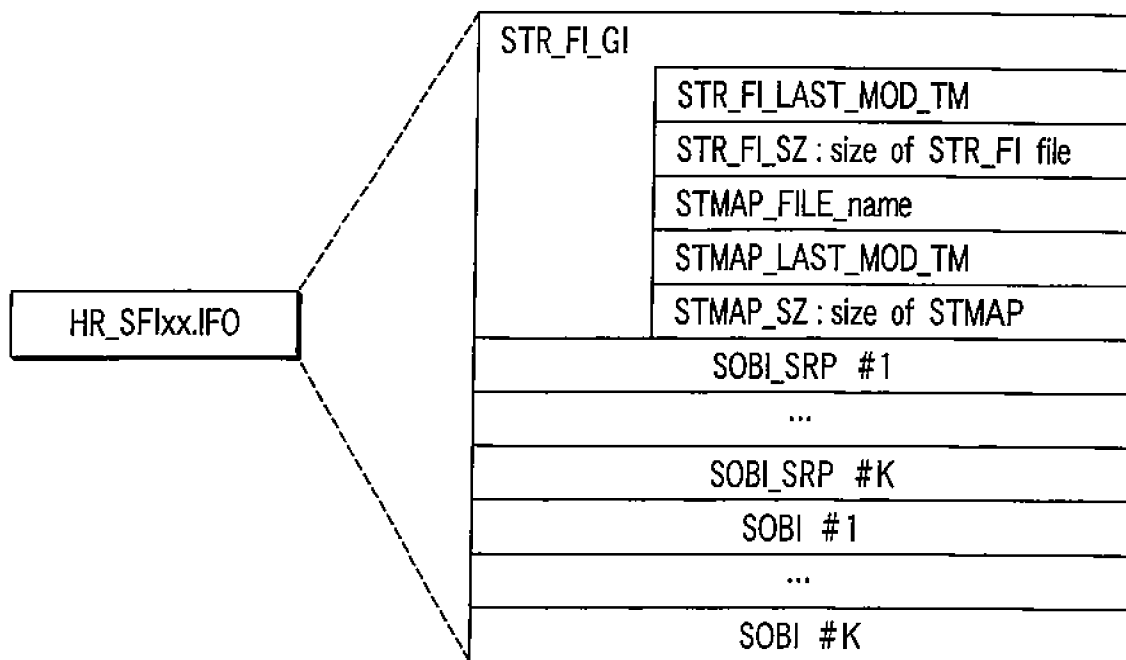 STR_FI_GI
STR_FI_LAST_MOD_TM
STR_FI_SZ : size of STR_FI file
STMAP_FILE_name
STMAP_LAST_MOD_TM
STMAP_SZ : size of STMAP
HR_SFIxx.IFO
SOBI_SRP #1
...
SOBI_SRP #K
SOBI #1
...
SOBI #K